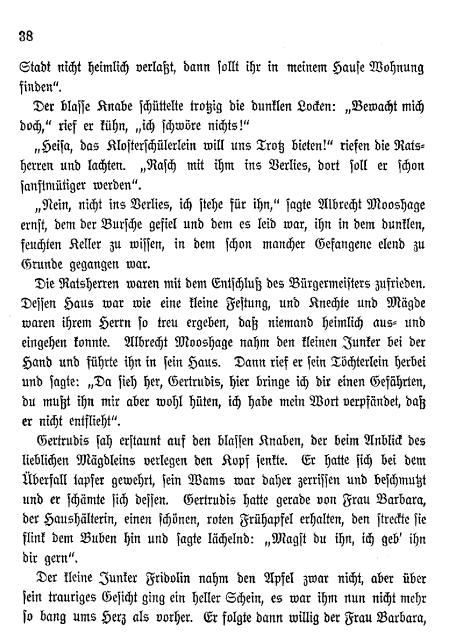 38
Stadt nicht heimlich verlaßt, dann sollt ihr in meinem Hause Wohnung
finden“.
Der blasse Knabe schüttelte trotzig die dunklen Locken: „Bewacht mich
doch,“ rief er kühn, „ich schwöre nichts!“
„Heisa, das Klosterschülerlein will uns Trotz bieten!“ riefen die Rats-
herren und lachten. „Rasch mit ihm ins Verlies, dort soll er schon
sanftmütiger werden“.
„Nein, nicht ins Verlies, ich stehe für ihn,“ sagte Albrecht Mooshage
ernst, dem der Bursche gefiel und dem es leid war, ihn in dem dunklen,
feuchten Keller zu wissen, in dem schon mancher Gefangene elend zu
Grunde gegangen war.
Die Ratsherren waren mit dem Entschluß des Bürgermeisters zufrieden.
Dessen Haus war wie eine kleine Festung, und Knechte und Mägde
waren ihrem Herrn so treu ergeben, daß niemand heimlich aus- und
eingehen konnte. Albrecht Mooshage nahm den kleinen Junker bei der
Hand und führte ihn in sein Haus. Dann rief er sein Töchterlein herbei
und sagte: „Da sieh her, Gertrudis, hier bringe ich dir einen Gefährten,
du mußt ihn mir aber wohl hüten, ich habe mein Wort verpfändet, daß
er nicht entflieht“.
Gertrudis sah erstaunt auf den blassen Knaben, der beim Anblick des
lieblichen Mägdleins verlegen den Kopf senkte. Er hatte sich bei dem
Überfall tapfer gewehrt, sein Wams war daher zerrissen und beschmutzt
und er schämte sich dessen. Gertrudis hatte gerade von Frau Barbara,
der Haushälterin, einen schönen, roten Frühapfel erhalten, den streckte sie
flink dem Buben hin und sagte lächelnd: „Magst du ihn, ich geb' ihn
dir gern“.
Der kleine Junker Fridolin nahm den Apfel zwar nicht, aber über
sein trauriges Gesicht ging ein heller Schein, es war ihm nun nicht mehr
so bang ums Herz als vorher. Er folgte dann willig der Frau Barbara,